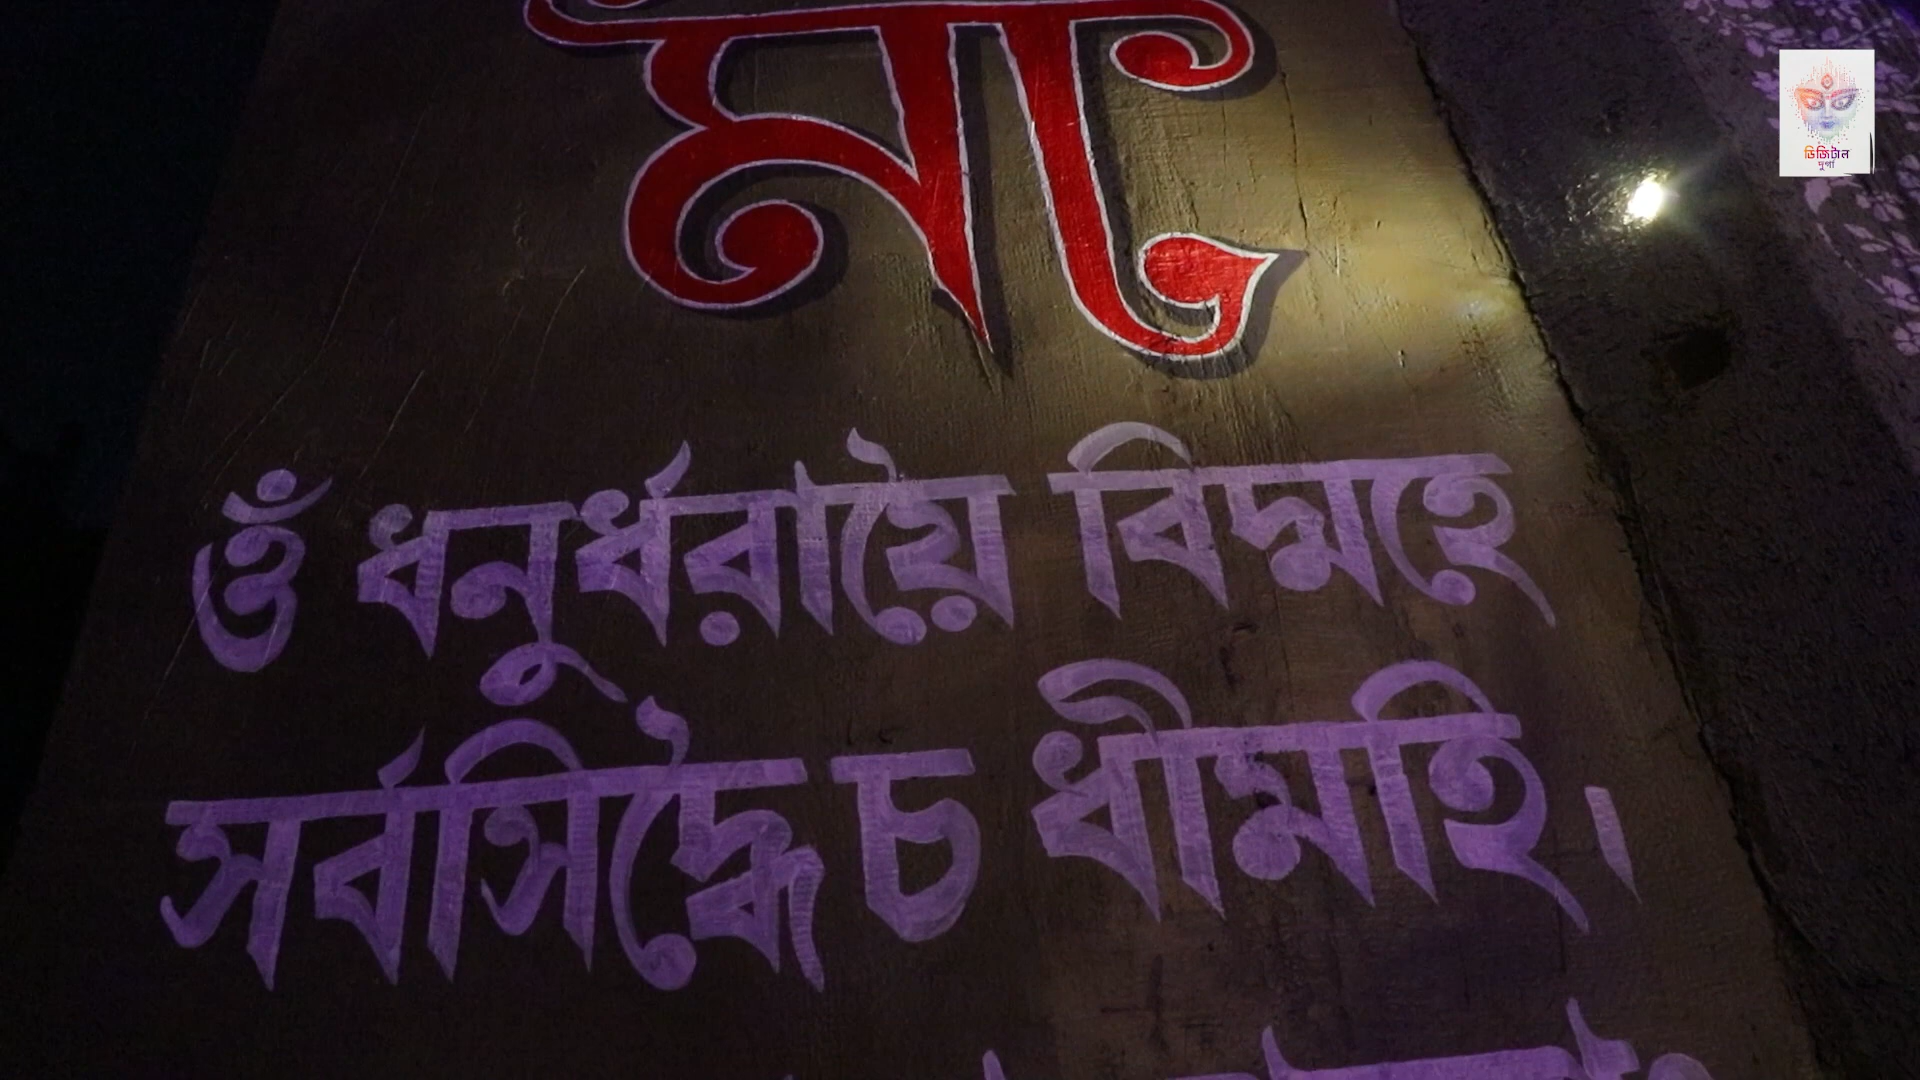 মাঁ
ওঁ ধনুর্ধরায়ৈ বিদ্মহে
সর্বসিদ্ধৈ চ ধীমহি।
ডিজিটাল
দুর্গা